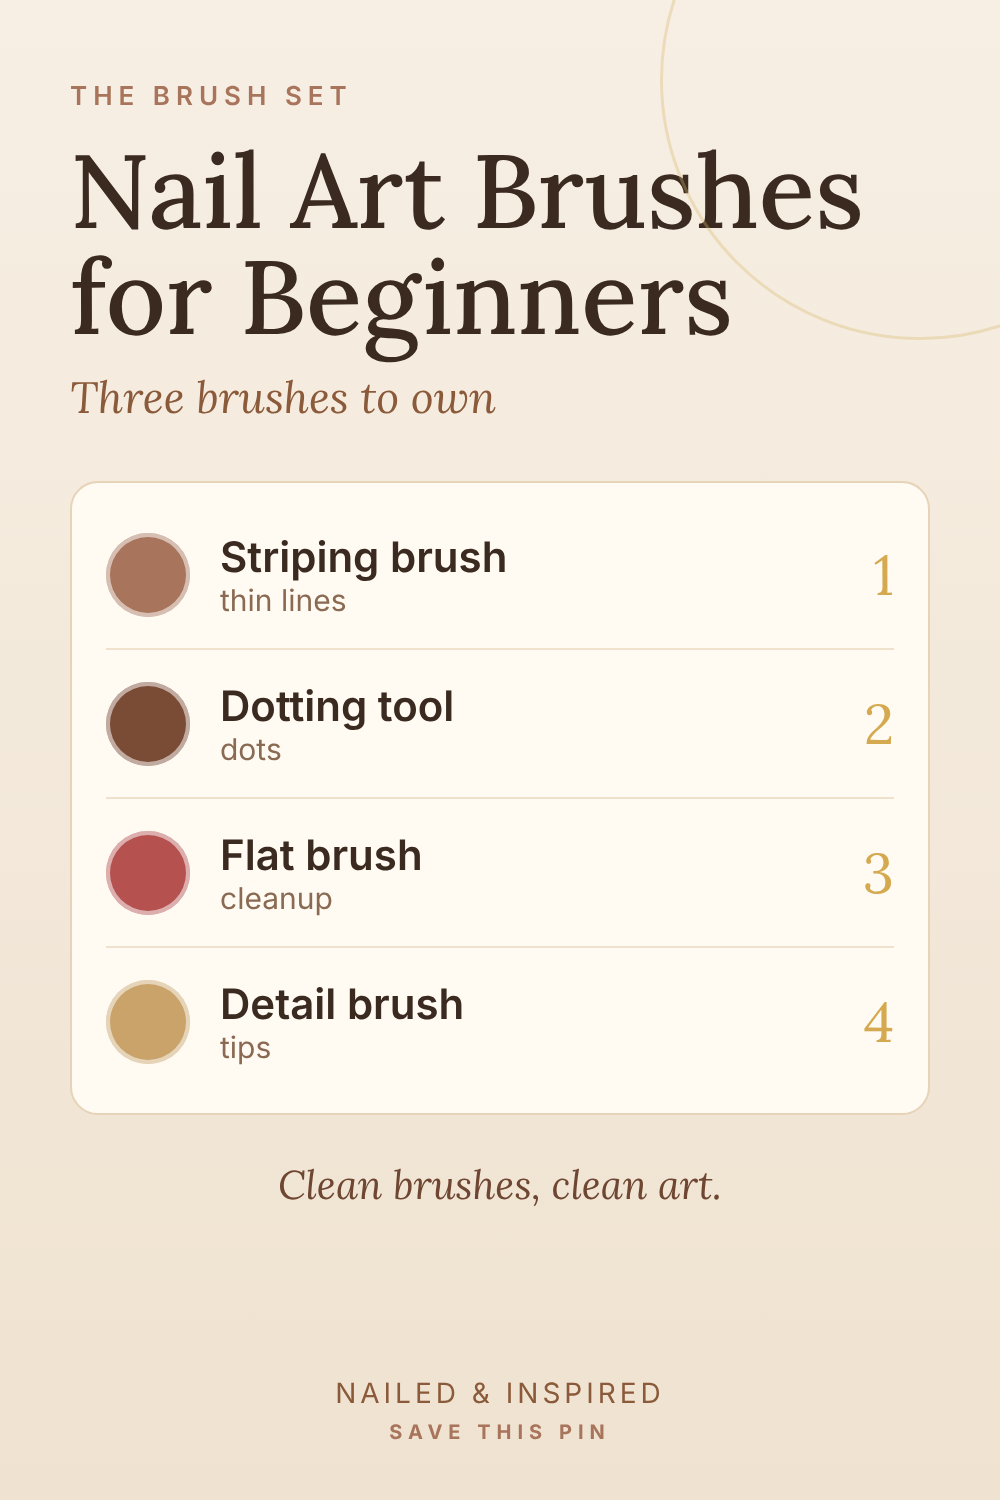 THE BRUSH SET
Nail Art Brushes
for Beginners
Three brushes to own
Striping brush
thin lines
1
Dotting tool
dots
2
Flat brush
cleanup
3
Detail brush
tips
4
Clean brushes, clean art.
NAILED & INSPIRED
SAVE THIS PIN